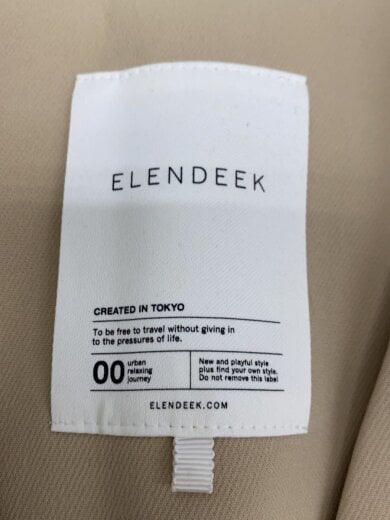 ELENDEEK
CREATED IN TOKYO
To be free to travel without giving in
to the pressures of life.
00
urban
relaxing
journey
New and playful style
plus find your own style.
Do not remove this label
ELENDEEK.COM